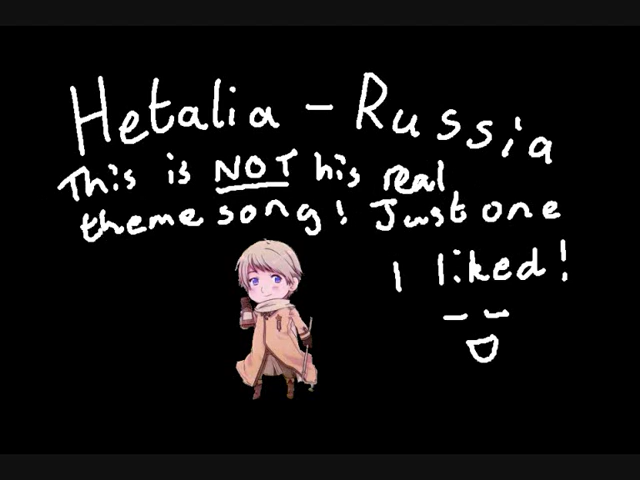 Hetalia - Russia
This is NOT his real
theme song! Just one
I liked!